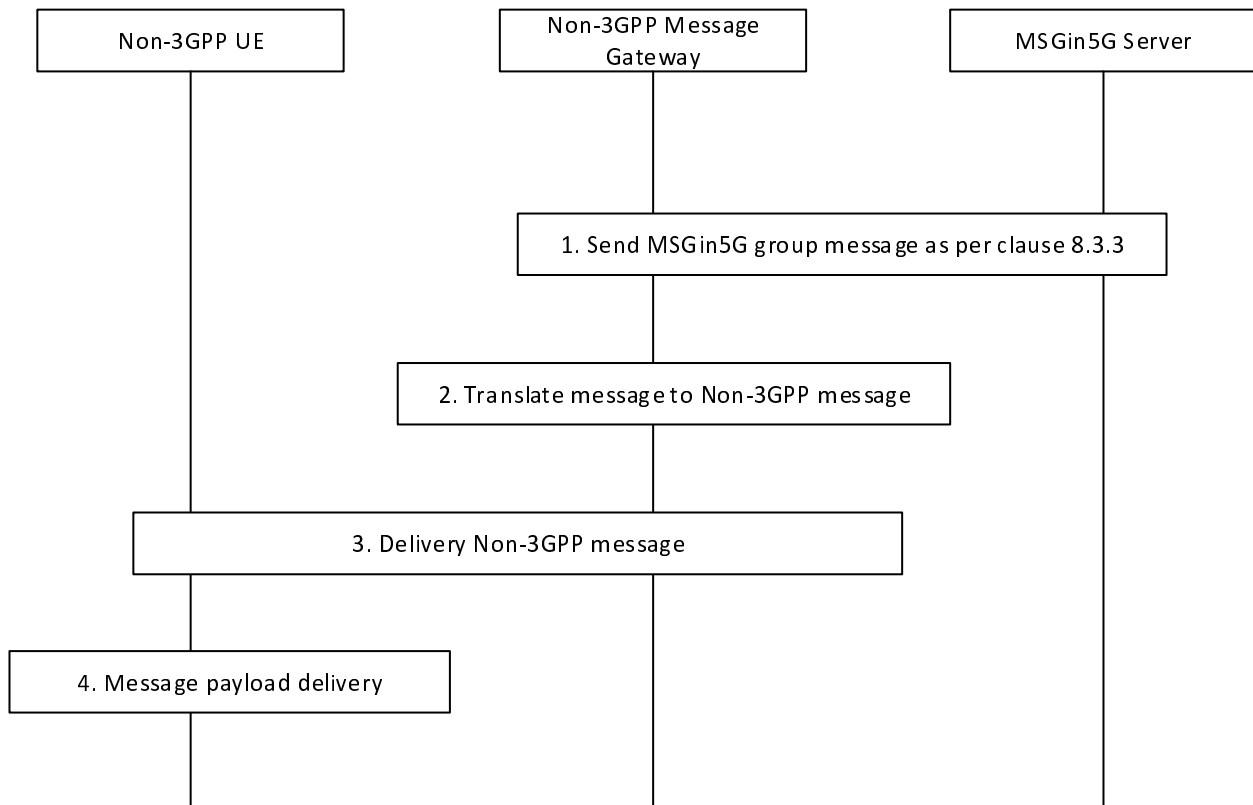 Non-3GPP UE
Non-3GPP Message
Gateway
MSGin5G Server
1. Send MSGin5G group message as per clause 8.3.3
2. Translate message to Non-3GPP message
3. Delivery Non-3GPP message
4. Message payload delivery